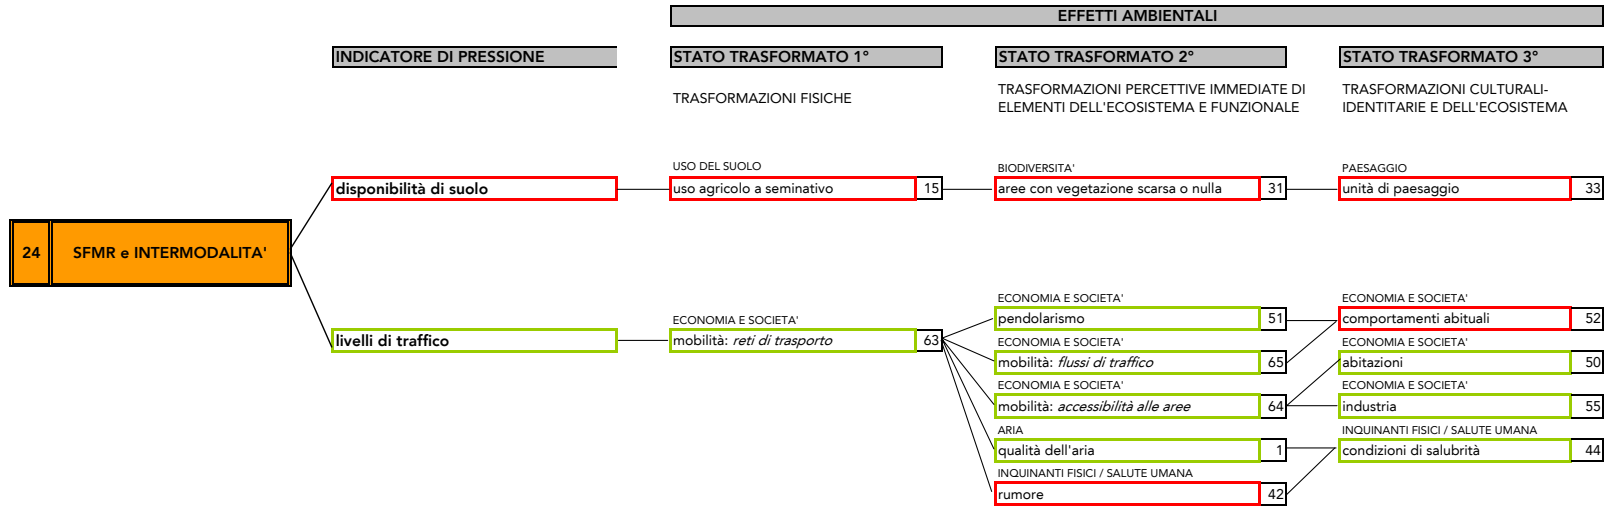 EFFETTI AMBIENTALI
INDICATORE DI PRESSIONE
STATO TRASFORMATO 1°
STATO TRASFORMATO 2°
STATO TRASFORMATO 3°
TRASFORMAZIONI FISICHE
TRASFORMAZIONI PERCETTIVE IMMEDIATE DI
ELEMENTI DELL'ECOSISTEMA E FUNZIONALE
TRASFORMAZIONI CULTURALI-
IDENTITARIE E DELL'ECOSISTEMA
USO DEL SUOLO
BIODIVERSITA'
PAESAGGIO
disponibilità di suolo
uso agricolo a seminativo 15
aree con vegetazione scarsa o nulla 31
unità di paesaggio 33
24 SFMR e INTERMODALITA'
ECONOMIA E SOCIETA'
livelli di traffico
mobilità: reti di trasporto 63
ECONOMIA E SOCIETA'
pendolarismo 51
ECONOMIA E SOCIETA'
mobilità: flussi di traffico 65
ECONOMIA E SOCIETA'
mobilità: accessibilità alle aree 64
ARIA
qualità dell'aria 1
INQUINANTI FISICI / SALUTE UMANA
rumore 42
ECONOMIA E SOCIETA'
comportamenti abituali 52
ECONOMIA E SOCIETA'
abitazioni 50
ECONOMIA E SOCIETA'
industria 55
INQUINANTI FISICI / SALUTE UMANA
condizioni di salubrità 44